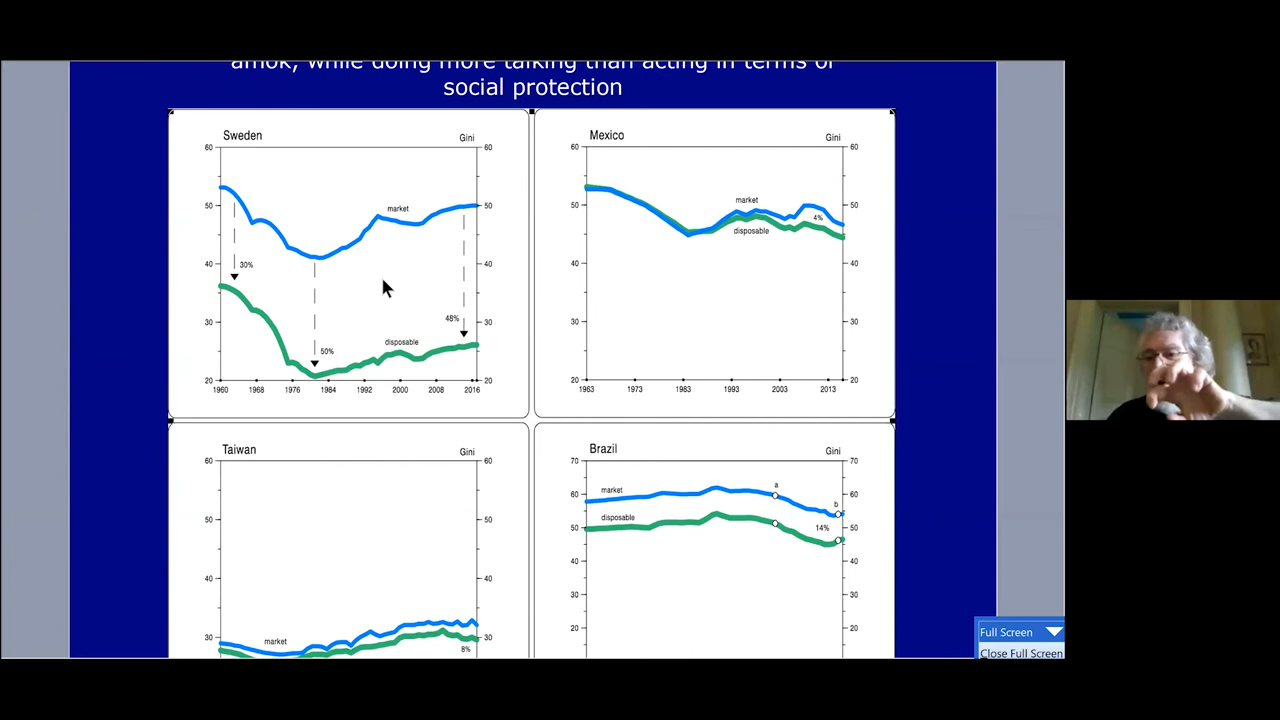 amok, while doing more talking than acting in terms of
social protection
Sweden
Gini
60
60
50
50
40
40
30
30
20
20
market
disposable
30%
50%
48%
1960
1968
1976
1984
1992
2000
2008
2016
Mexico
Gini
60
60
50
50
40
40
30
30
20
20
market
disposable
4%
1963
1973
1983
1993
2003
2013
Taiwan
Gini
60
60
50
50
40
40
30
30
market
8%
Brazil
Gini
70
70
60
60
50
50
40
40
30
30
20
20
market
disposable
a
b
14%
Full Screen
Close Full Screen